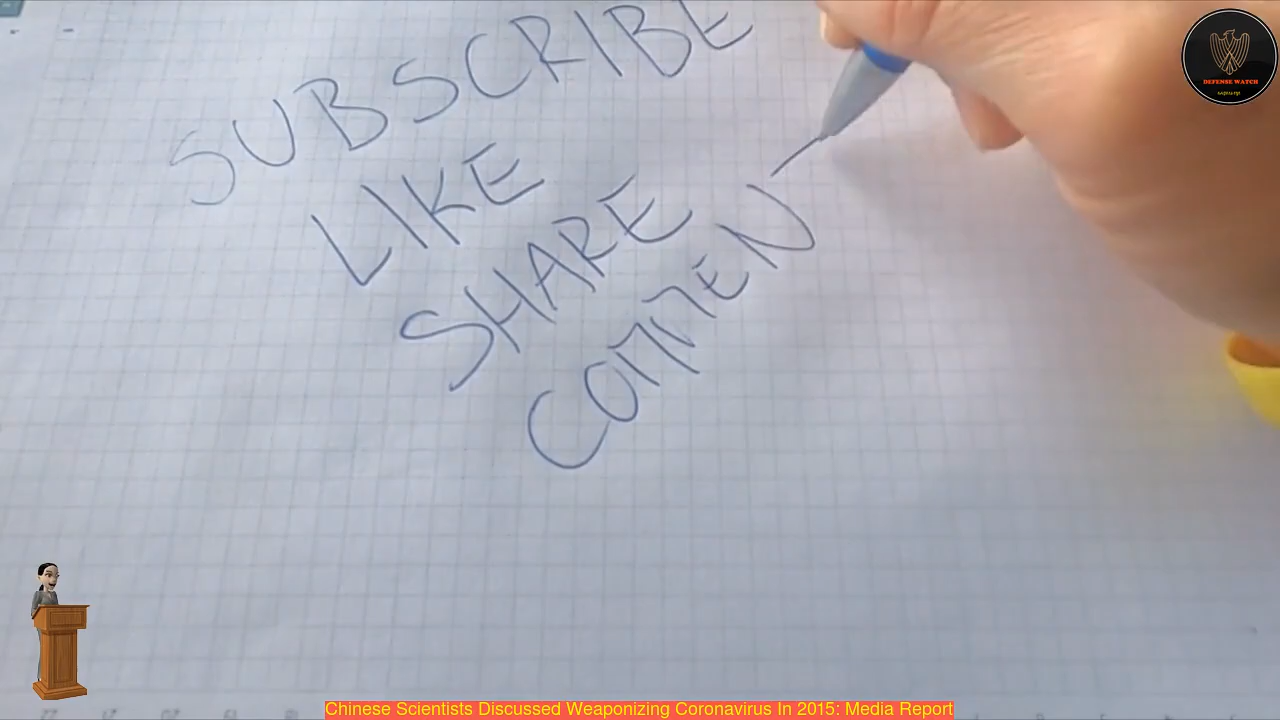 SUBSCRIBE
LIKE
SHARE
COMMEN
DEFENSE WATCH
Chinese Scientists Discussed Weaponizing Coronavirus In 2015: Media Report